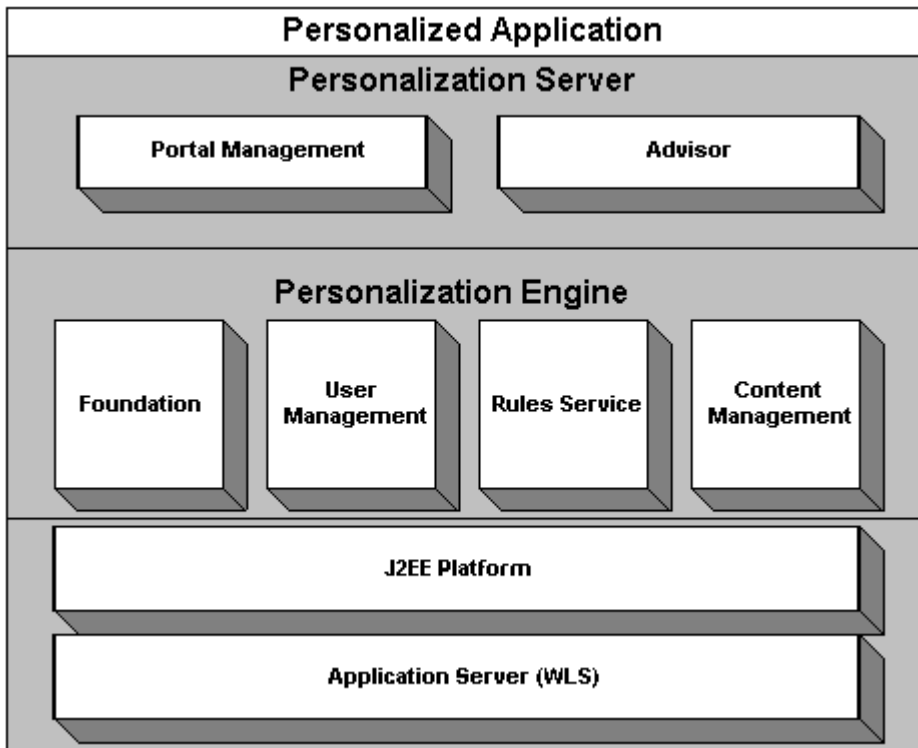 Personalized Application
Personalization Server
Portal Management
Advisor
Personalization Engine
Foundation
User
Management
Rules Service
Content
Management
J2EE Platform
Application Server (WLS)